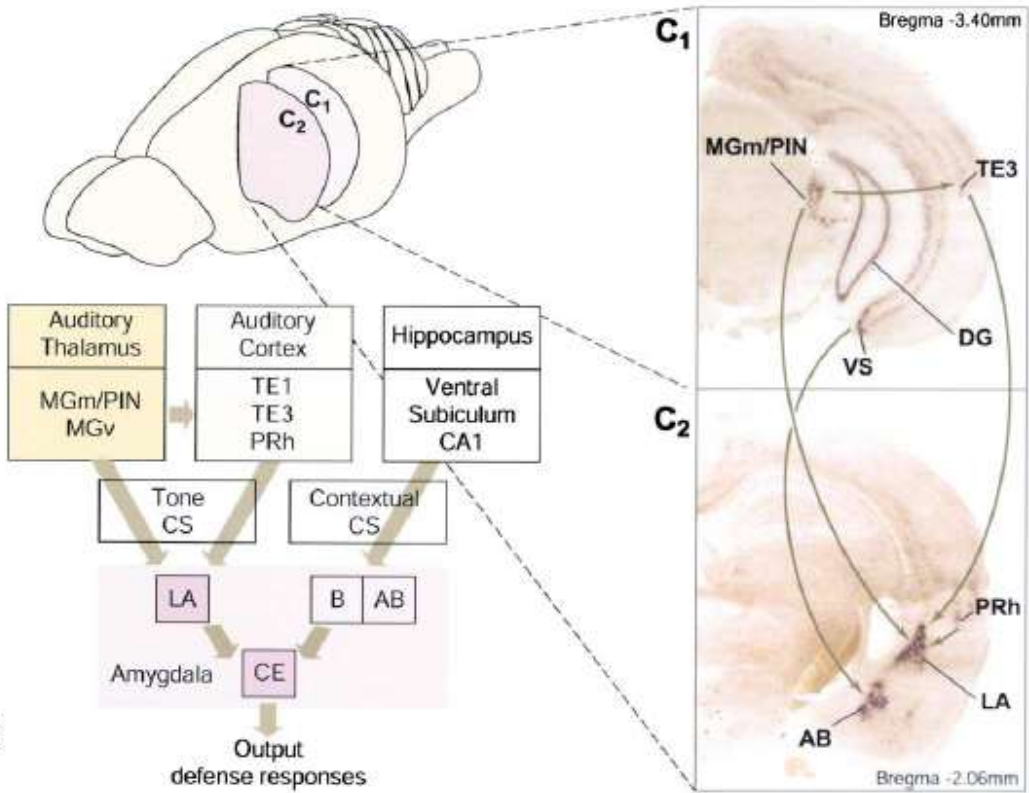 C1
C2
Auditory
Thalamus
MGm/PIN
MGv
Auditory
Cortex
TE1
TE3
PRh
Hippocampus
Ventral
Subiculum
CA1
Tone
CS
Contextual
CS
LA
B
AB
Amygdala
CE
Output
defense responses
C1
Bregma -3.40mm
MGm/PIN
TE3
DG
VS
C2
PRh
LA
AB
Bregma -2.06mm